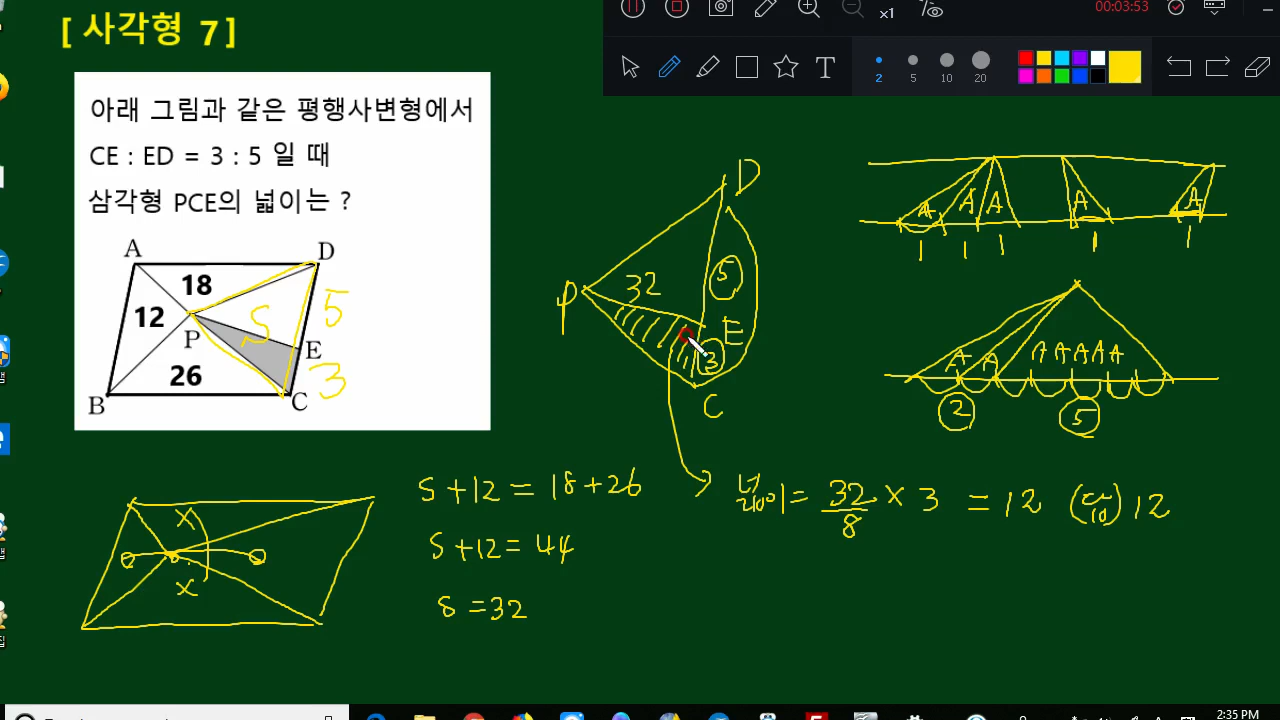 [ 사각형 7 ]
00:03:53
x1
T
2
5
10
20
아래 그림과 같은 평행사변형에서
CE : ED = 3 : 5 일 때
삼각형 PCE의 넓이는 ?
A
D
18
12
S
5
P
E
26
3
B
C
D
P
32
5
E
3
C
A A A A A
1 1 1 1 1
A A A A A A A
2 5
X
X
S + 12 = 18 + 26
S + 12 = 44
S = 32
넓이 = 32/8 × 3 = 12 (답) 12
2:35 PM